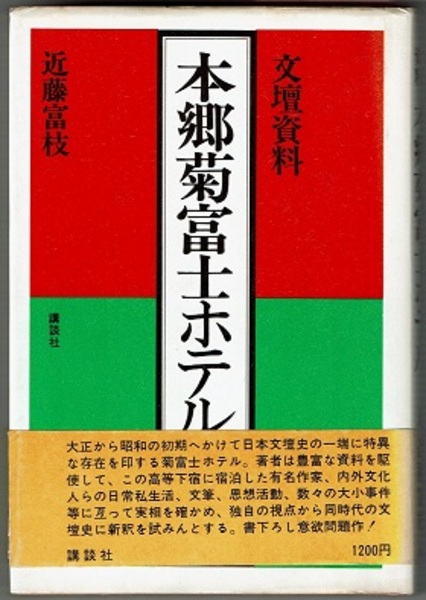 文壇資料
本郷菊富士ホテル
近藤富枝
講談社
大正から昭和の初期へかけて日本文壇史の一端に特異
な存在を印する菊富士ホテル。著者は豊富な資料を駆
使して、この高等下宿に宿泊した有名作家、内外文化
人らの日常私生活、文筆、思想活動、数々の大小事件
等に亙って実相を確かめ、独自の視点から同時代の文
壇史に新釈を試みんとする。書下ろし意欲問題作!
講談社
1200円